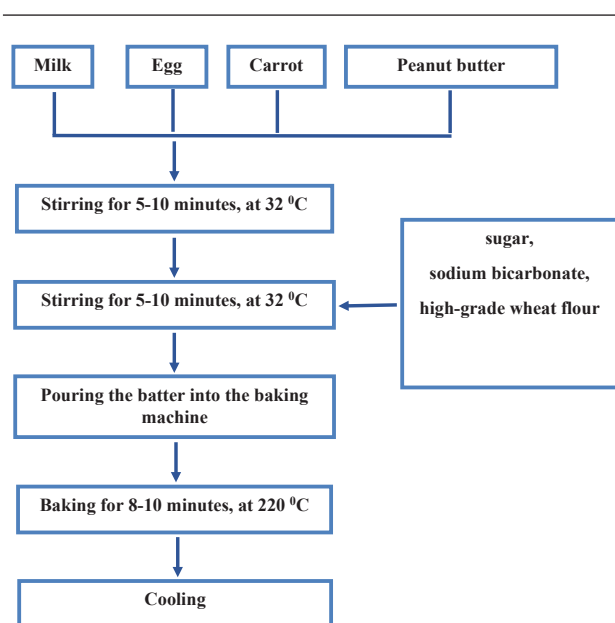 Milk
Egg
Carrot
Peanut butter
Stirring for 5-10 minutes, at 32 ⁰C
sugar,
sodium bicarbonate,
high-grade wheat flour
Stirring for 5-10 minutes, at 32 ⁰C
Pouring the batter into the baking
machine
Baking for 8-10 minutes, at 220 ⁰C
Cooling